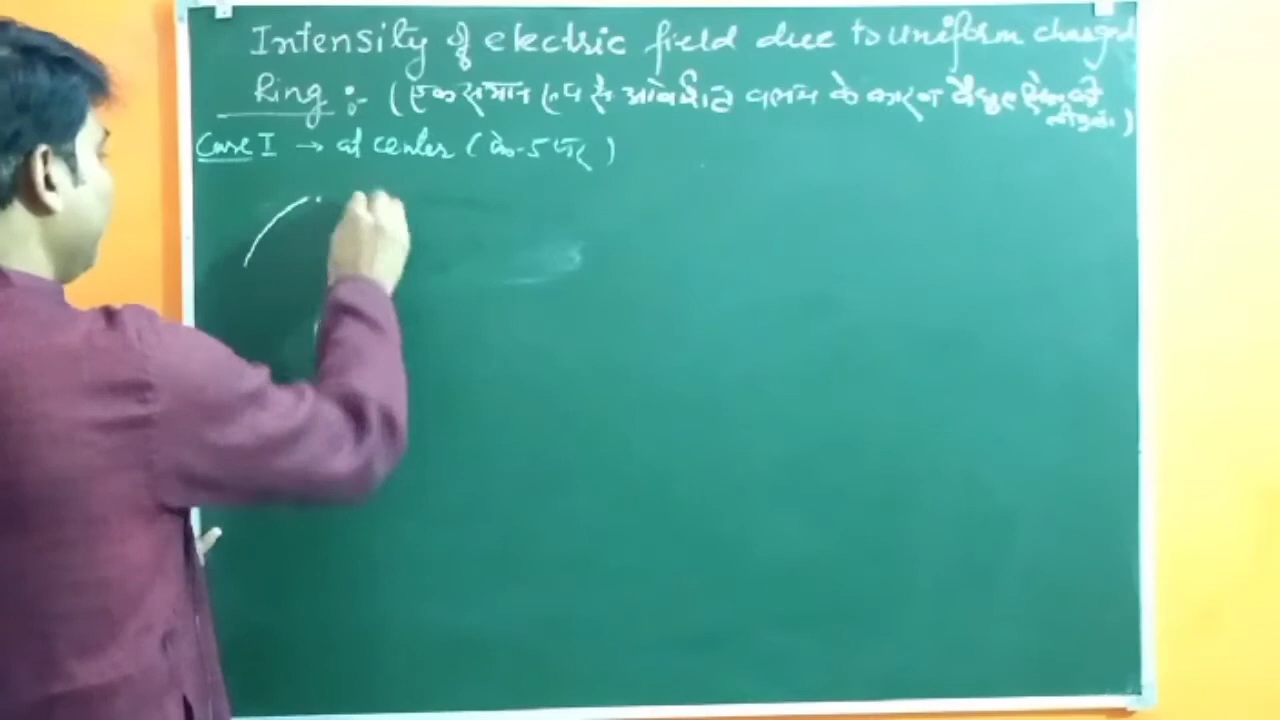 Intensity of electric field due to uniform charged
Ring :- (एक समान रूप से आवेशित वलय के कारण वैद्युत क्षेत्र की
तीव्रता)
Case I → at center (केन्द्र पर)